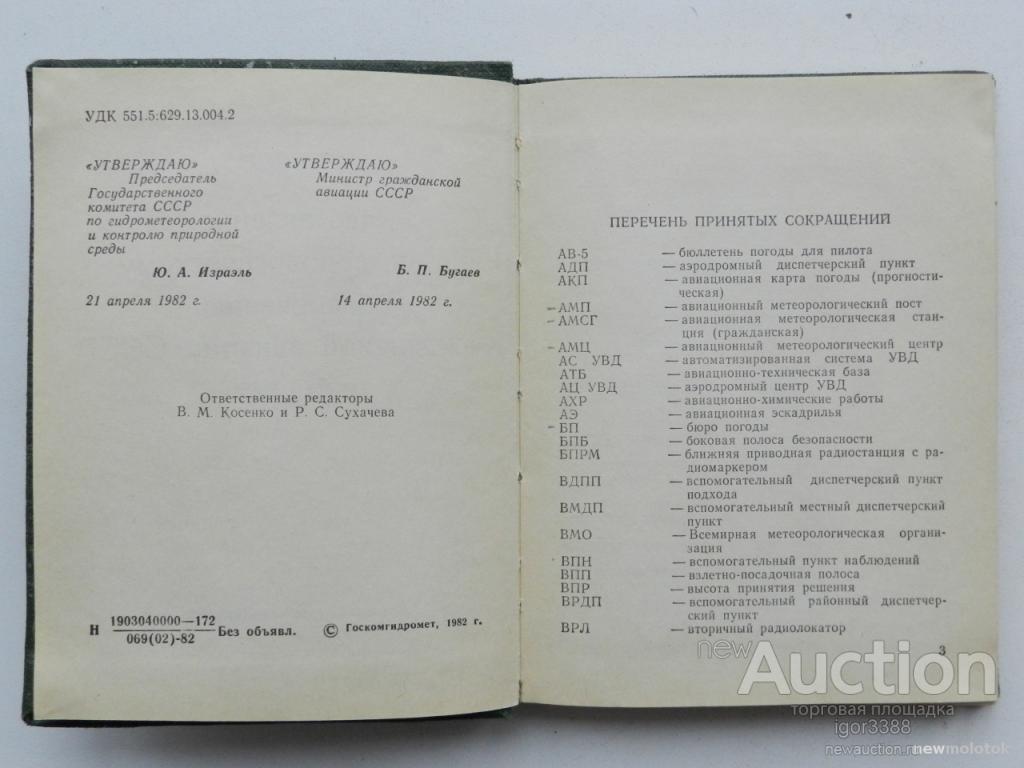 УДК 551.5:629.13.004.2
«УТВЕРЖДАЮ»
Председатель
Государственного
комитета СССР
по гидрометеорологии
и контролю природной
среды
Ю. А. Израэль
21 апреля 1982 г.
«УТВЕРЖДАЮ»
Министр гражданской
авиации СССР
Б. П. Бугаев
14 апреля 1982 г.
Ответственные редакторы
В. М. Косенко и Р. С. Сухачева
Н 1903040000—172
069(02)-82 Без объявл.
© Госкомгидромет, 1982 г.
ПЕРЕЧЕНЬ ПРИНЯТЫХ СОКРАЩЕНИЙ
АВ-5 — бюллетень погоды для пилота
АДП — аэродромный диспетчерский пункт
АКП — авиационная карта погоды (прогности-
ческая)
АМП — авиационный метеорологический пост
АМСГ — авиационная метеорологическая стан-
ция (гражданская)
АМЦ — авиационный метеорологический центр
АС УВД — автоматизированная система УВД
АТБ — авиационно-техническая база
АЦ УВД — аэродромный центр УВД
АХР — авиационно-химические работы
АЭ — авиационная эскадрилья
БП — бюро погоды
БПБ — боковая полоса безопасности
БПРМ — ближняя приводная радиостанция с ра-
диомаркером
ВДПП — вспомогательный диспетчерский пункт
подхода
ВМДП — вспомогательный местный диспетчерский
пункт
ВМО — Всемирная метеорологическая органи-
зация
ВПН — вспомогательный пункт наблюдений
ВПП — взлетно-посадочная полоса
ВПР — высота принятия решения
ВРДП — вспомогательный районный диспетчер-
ский пункт
ВРЛ — вторичный радиолокатор
3
new Auction
торговая площадка
igor3388
newauction.ru
newmolotok